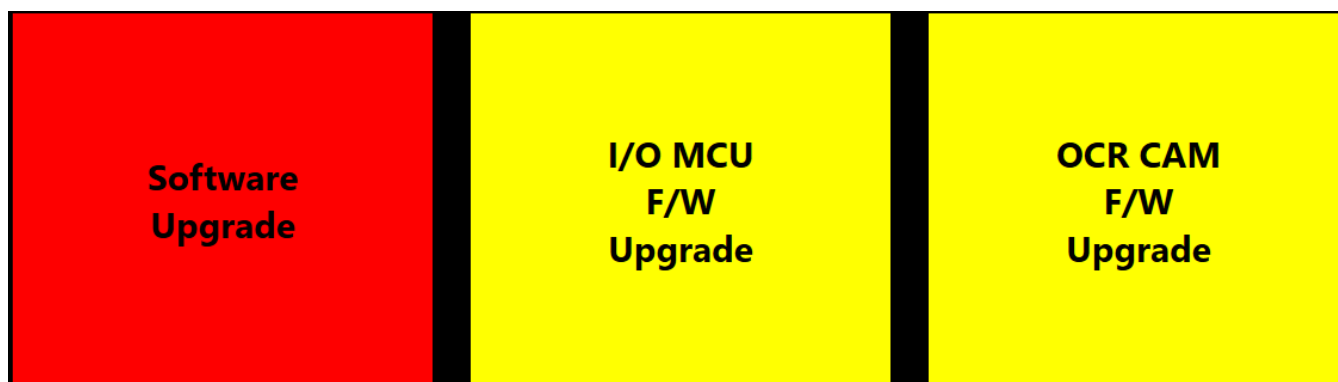 Software
Upgrade
I/O MCU
F/W
Upgrade
OCR CAM
F/W
Upgrade